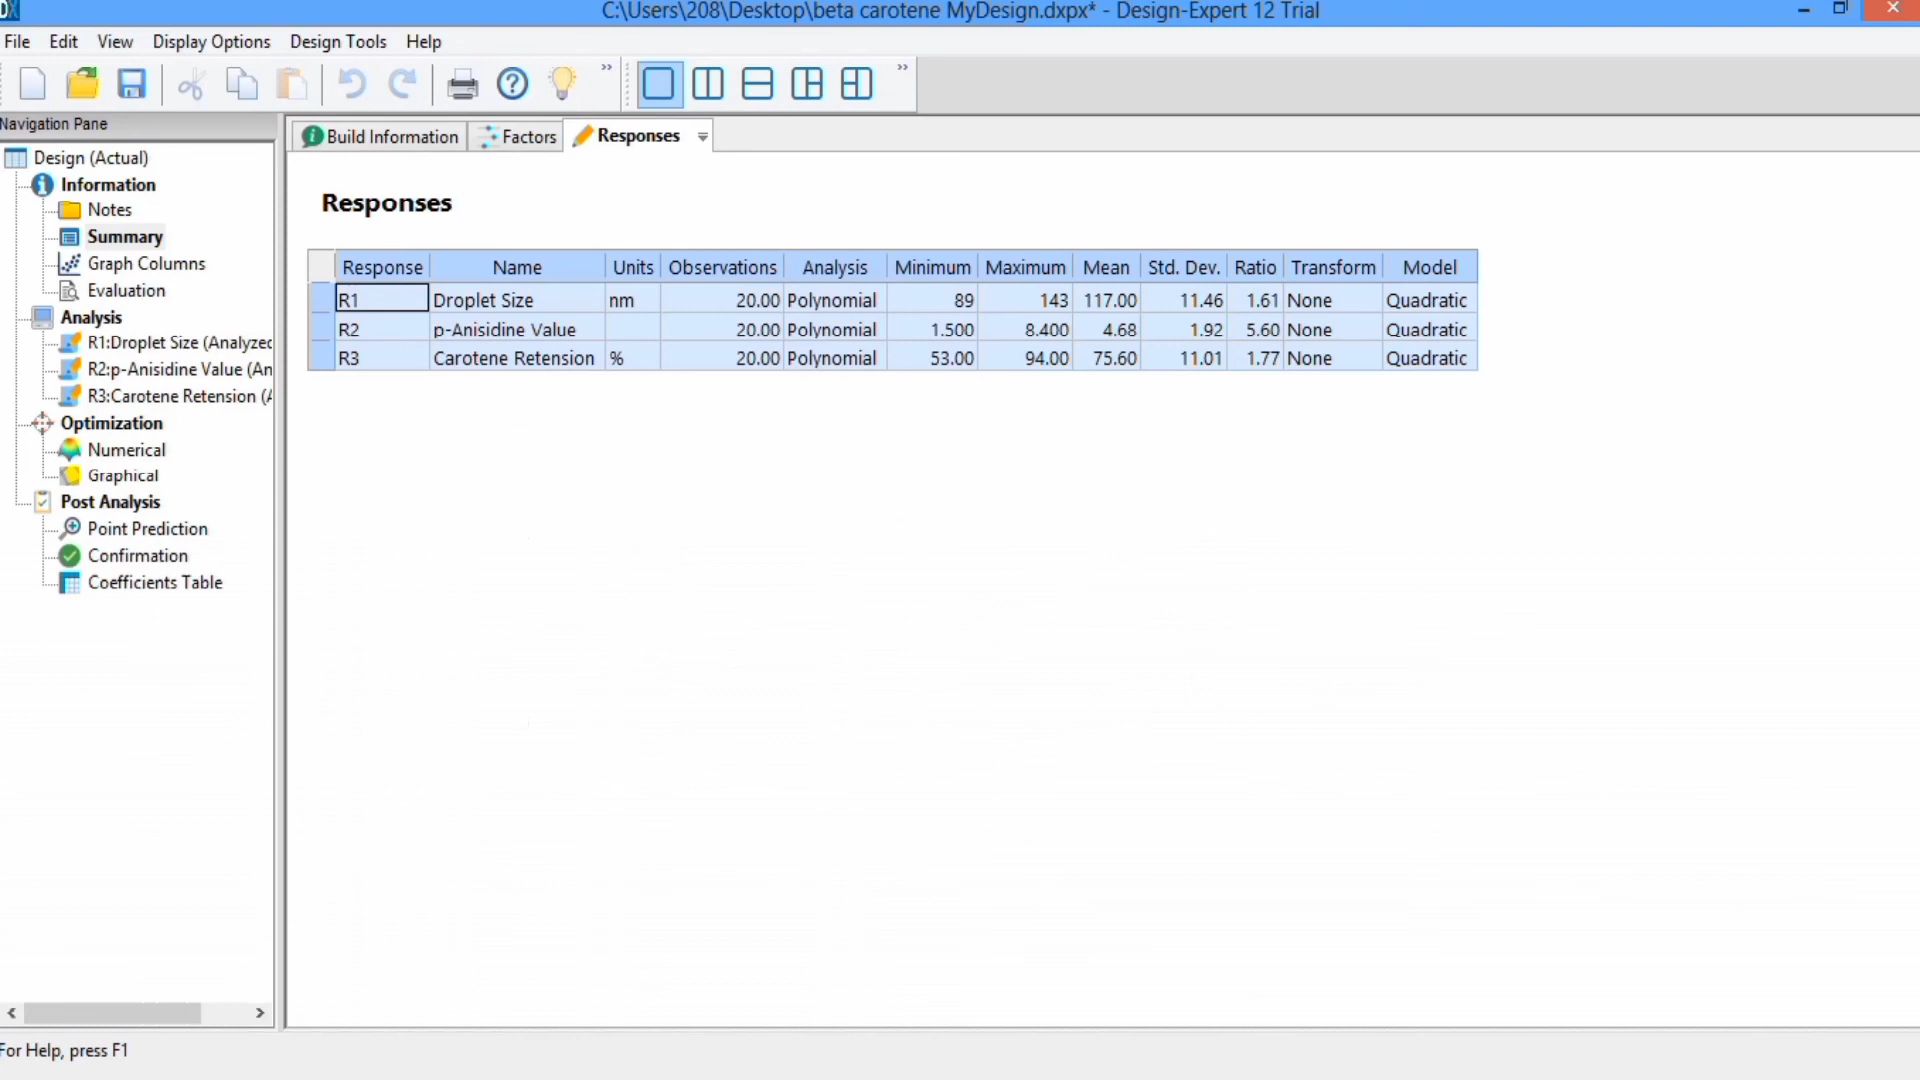 DX
C:\Users\208\Desktop\beta carotene MyDesign.dxpx* - Design-Expert 12 Trial
File Edit View Display Options Design Tools Help
Navigation Pane
Design (Actual)
Information
Notes
Summary
Graph Columns
Evaluation
Analysis
R1:Droplet Size (Analyzed
R2:p-Anisidine Value (An
R3:Carotene Retension (A
Optimization
Numerical
Graphical
Post Analysis
Point Prediction
Confirmation
Coefficients Table
Build Information Factors Responses
Responses
Response Name Units Observations Analysis Minimum Maximum Mean Std. Dev. Ratio Transform Model
R1 Droplet Size nm 20.00 Polynomial 89 143 117.00 11.46 1.61 None Quadratic
R2 p-Anisidine Value 20.00 Polynomial 1.500 8.400 4.68 1.92 5.60 None Quadratic
R3 Carotene Retension % 20.00 Polynomial 53.00 94.00 75.60 11.01 1.77 None Quadratic
For Help, press F1